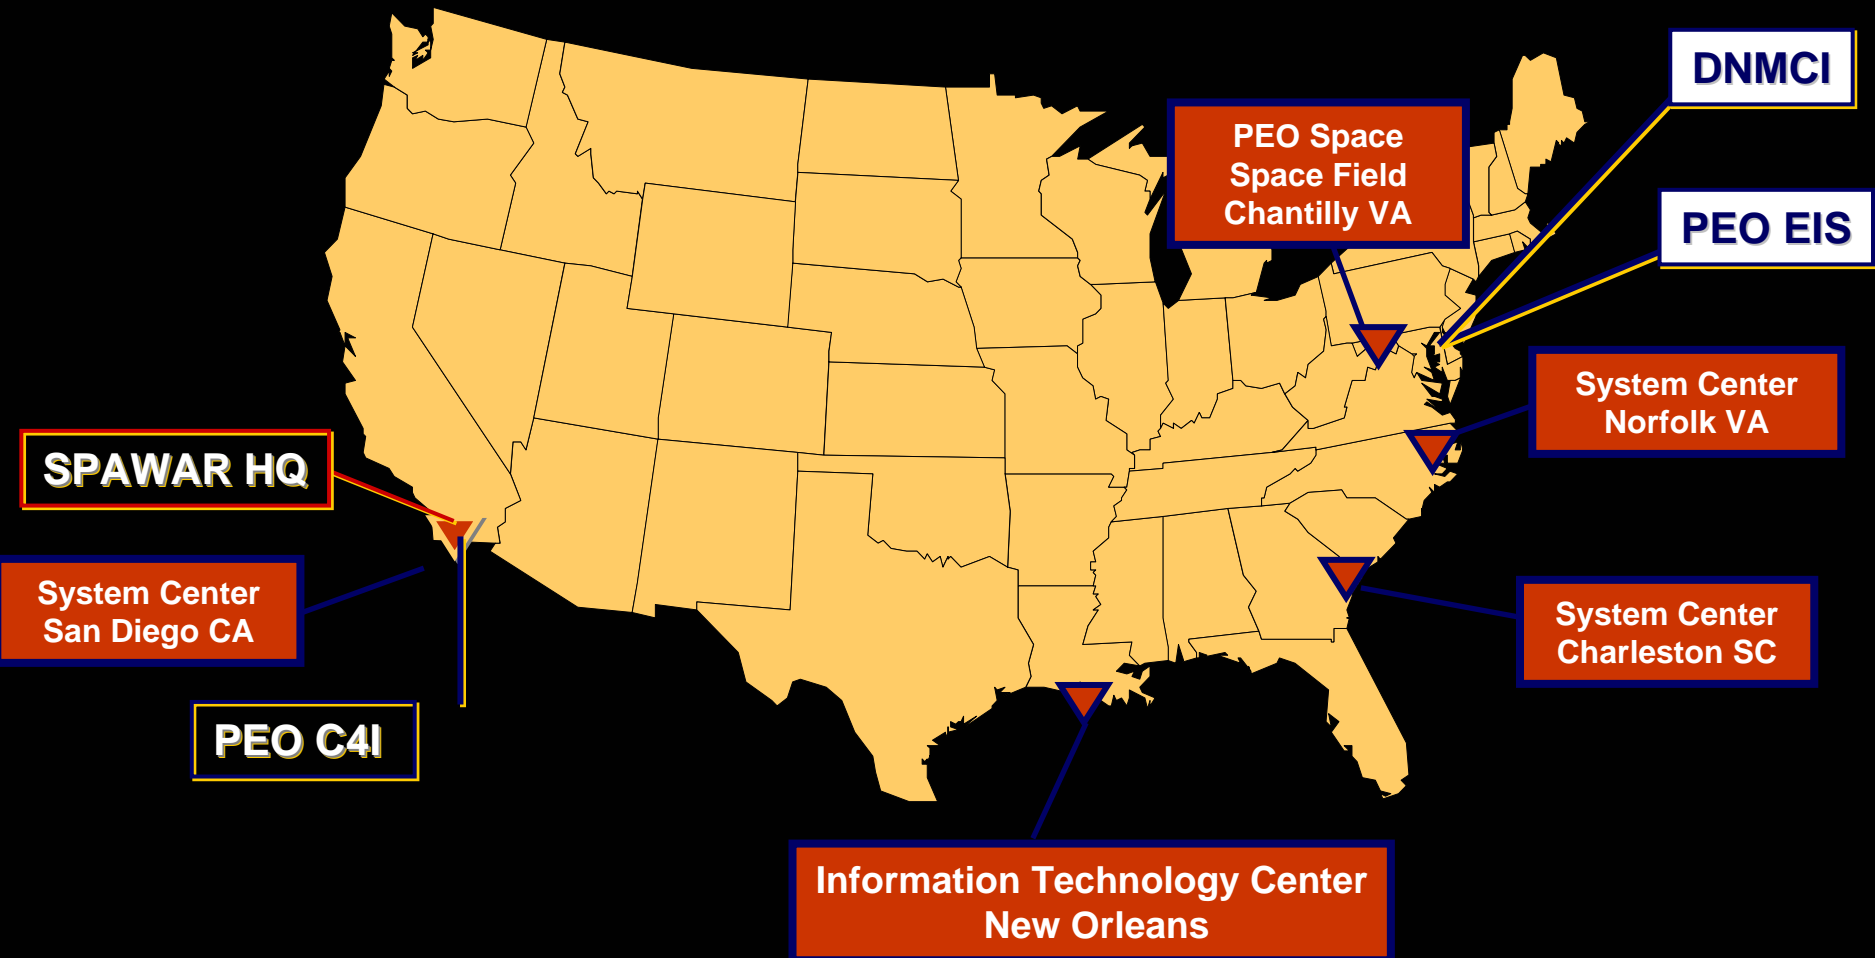 DNMCI
PEO Space
Space Field
Chantilly VA
PEO EIS
System Center
Norfolk VA
SPAWAR HQ
System Center
San Diego CA
System Center
Charleston SC
PEO C4I
Information Technology Center
New Orleans